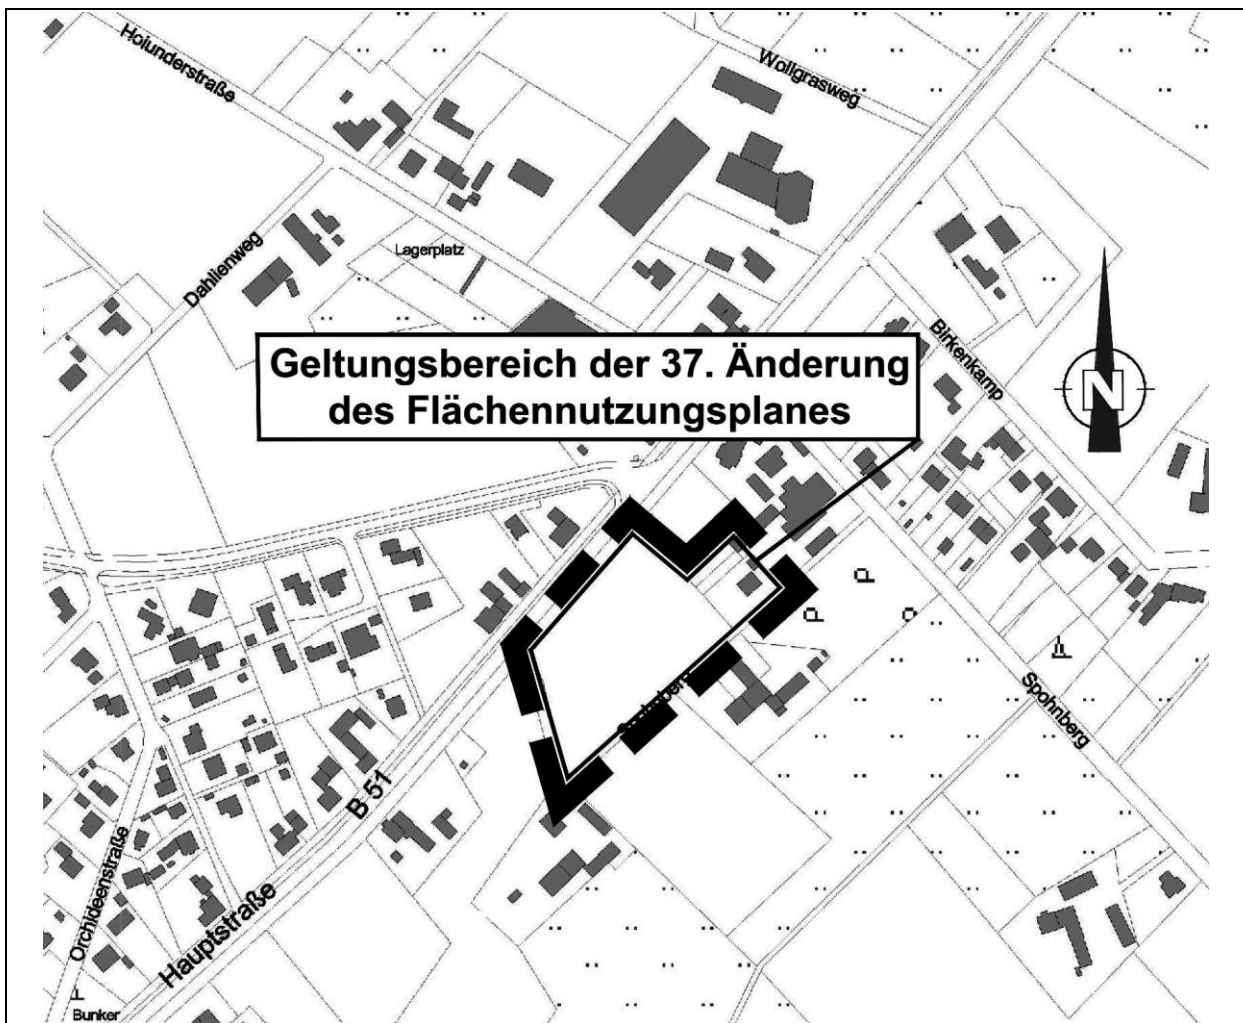 Holunderstraße
Wollgrasweg
Dahlienweg
Lagerplatz
Birkenkamp
Geltungsbereich der 37. Änderung
des Flächennutzungsplanes
N
Spohnberg
B 51
Orchideenstraße
Hauptstraße
Bunker